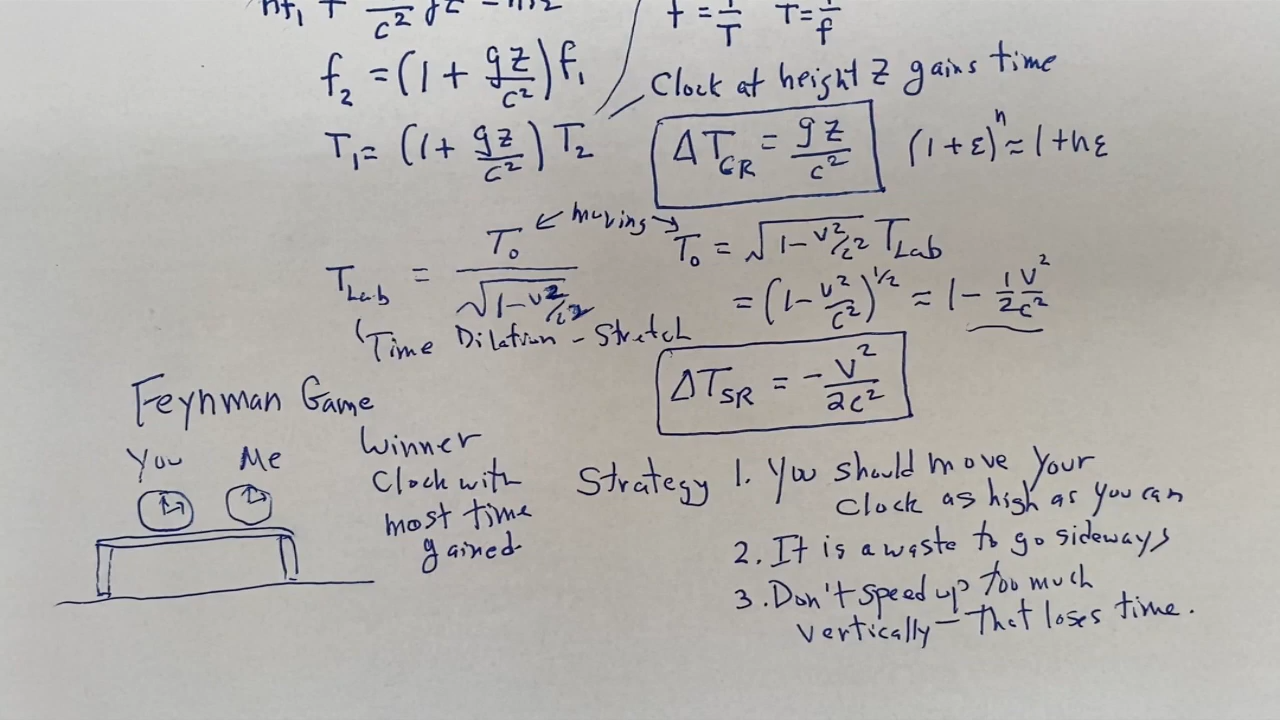 f = 1/T T = 1/f
f₂ = (1 + gz/c²) f₁
Clock at height z gains time
T₁ = (1 + gz/c²) T₂
ΔT_GR = gz/c²
(1+ε)ⁿ ≈ 1+nε
← moving →
T_Lab = T₀/√(1-v²/c²)
T₀ = √(1-v²/c²) T_Lab
= (1-v²/c²)^1/2 ≈ 1 - 1/2 v²/c²
Time Dilation - Stretch
ΔT_SR = -v²/2c²
Feynman Game
You Me
Winner
Clock with
most time
gained
Strategy 1. You should move your
Clock as high as you can
2. It is a waste to go sideways
3. Don't speed up too much
vertically - That loses time.